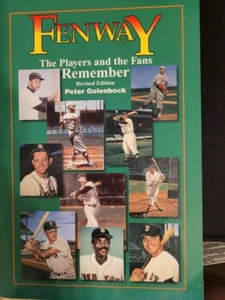 FENWAY
The Players and the Fans
Remember
Revised Edition
Peter Golenbock